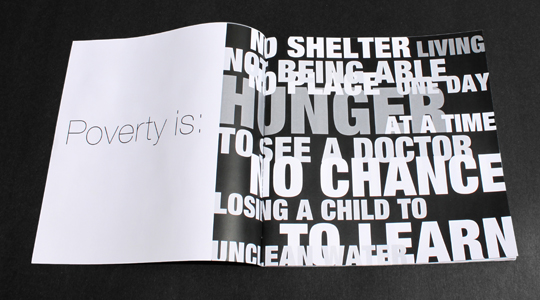 Poverty is:
NO SHELTER LIVING
NOT BEING ABLE
NO PLACE ONE DAY
HUNGER
AT A TIME
TO SEE A DOCTOR
NO CHANCE
LOSING A CHILD TO
TO LEARN
UNCLEAN WATER